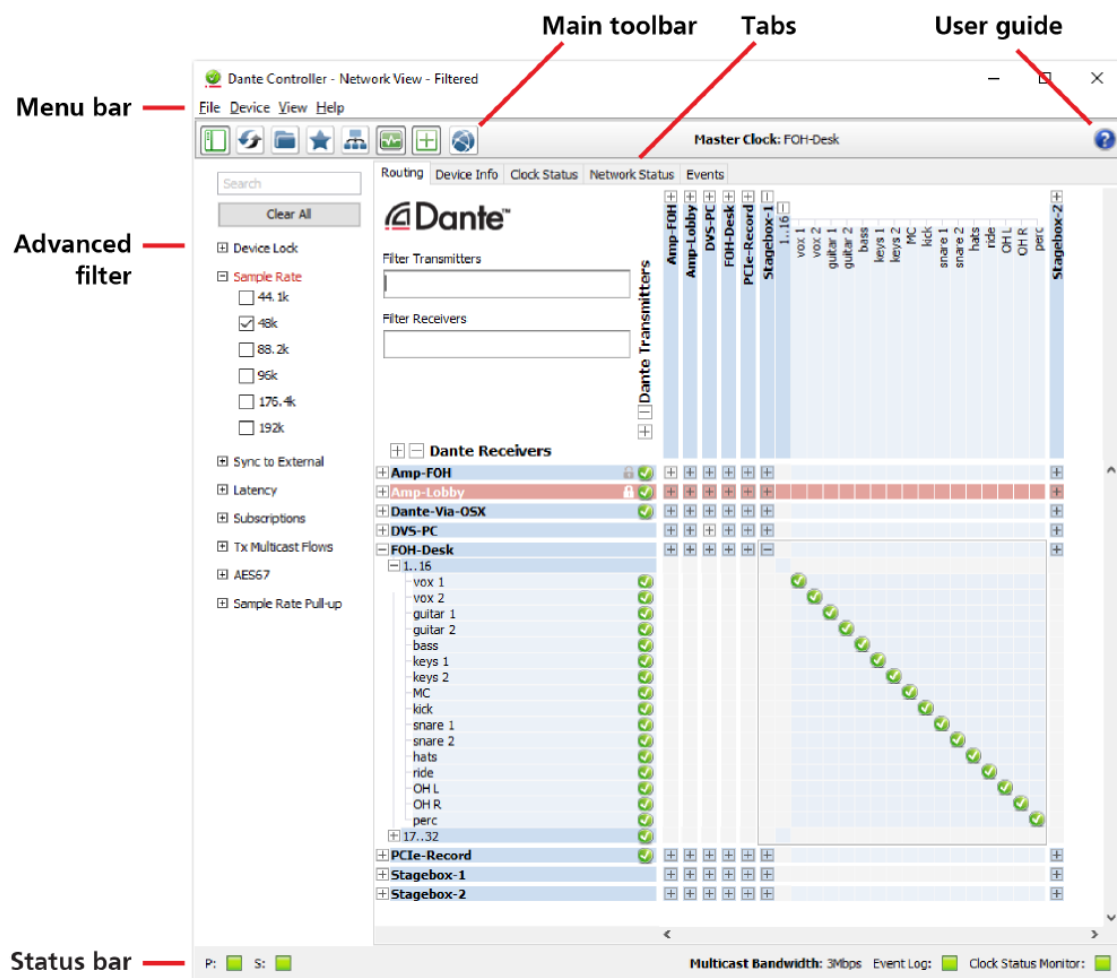 Main toolbar
Tabs
User guide
Dante Controller - Network View - Filtered
Menu bar
File Device View Help
Master Clock: FOH-Desk
Search
Clear All
Advanced
filter
Device Lock
Sample Rate
44.1k
48k
88.2k
96k
176.4k
192k
Sync to External
Latency
Subscriptions
Tx Multicast Flows
AES67
Sample Rate Pull-up
Routing Device Info Clock Status Network Status Events
Dante™
Filter Transmitters
Filter Receivers
Dante Transmitters
Amp-FOH
Amp-Lobby
DVS-PC
FOH-Desk
PCIe-Record
Stagebox-1
1..16
vox 1
vox 2
guitar 1
guitar 2
bass
keys 1
keys 2
MC
kick
snare 1
snare 2
hats
ride
OH L
OH R
perc
Stagebox-2
Dante Receivers
Amp-FOH
Amp-Lobby
Dante-Via-OSX
DVS-PC
FOH-Desk
1..16
vox 1
vox 2
guitar 1
guitar 2
bass
keys 1
keys 2
MC
kick
snare 1
snare 2
hats
ride
OH L
OH R
perc
17..32
PCIe-Record
Stagebox-1
Stagebox-2
Status bar
P: S:
Multicast Bandwidth: 3Mbps Event Log: Clock Status Monitor: